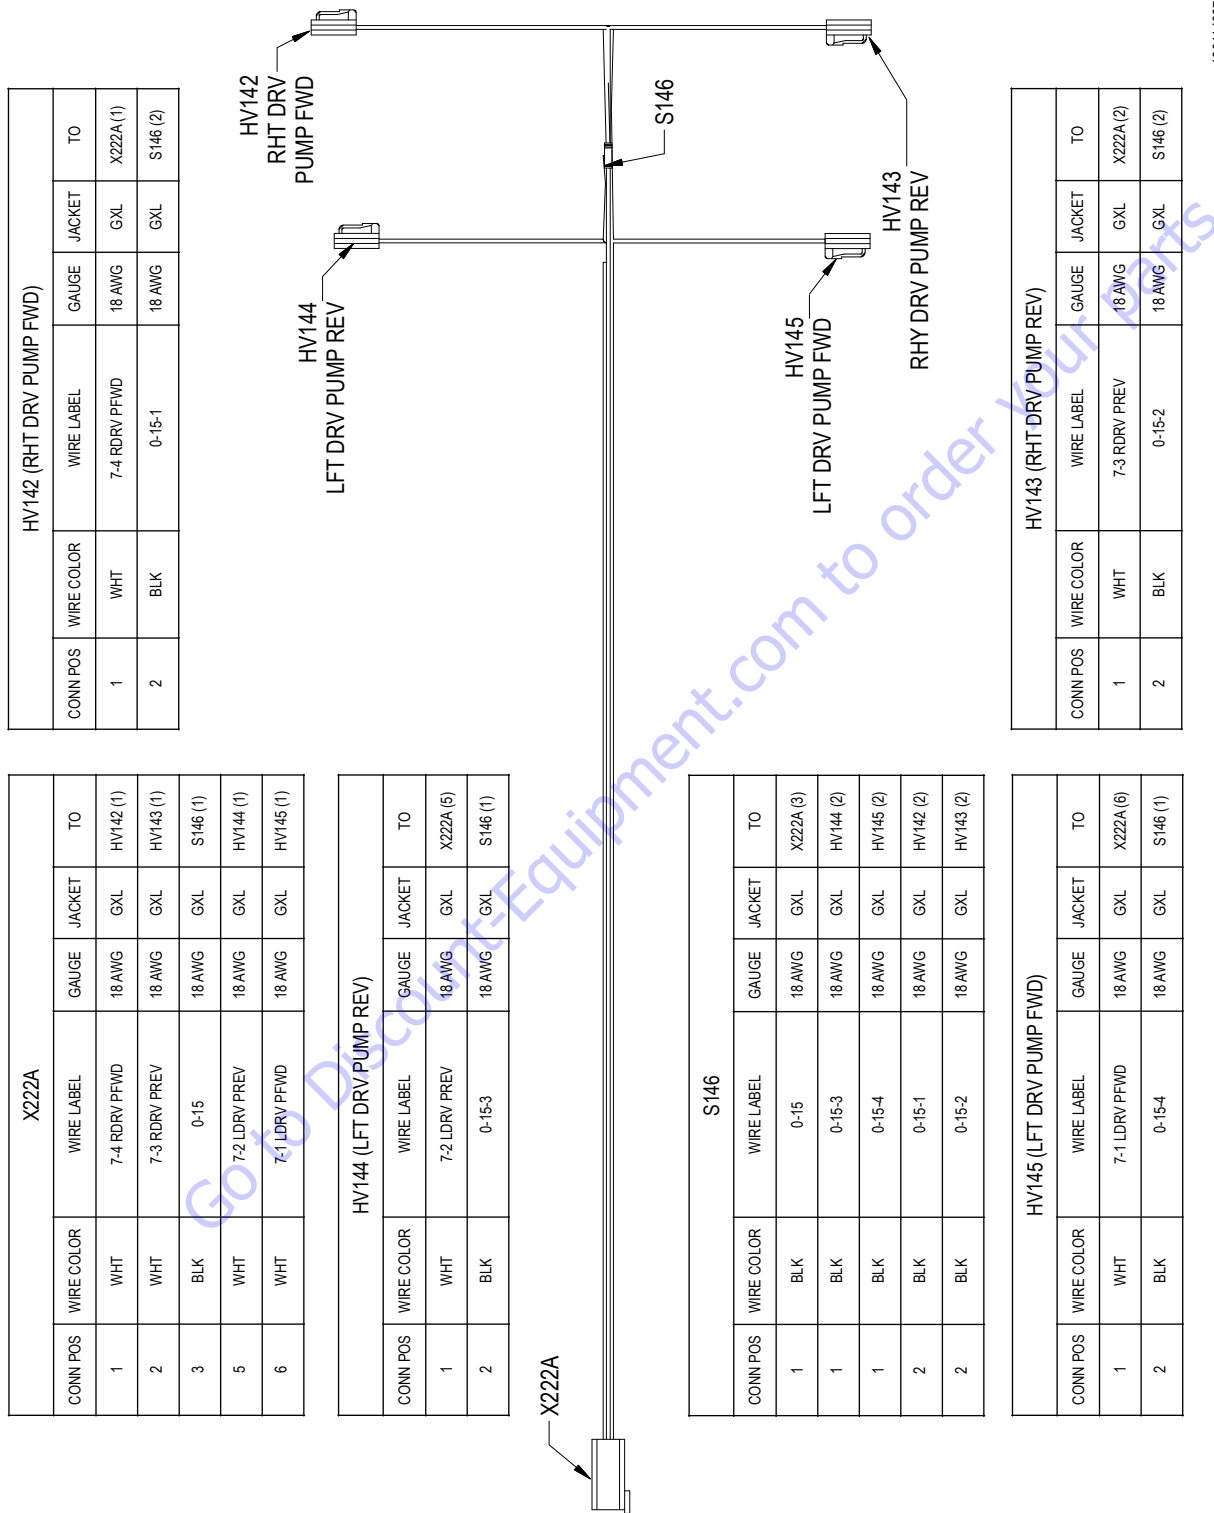 X222A
CONN POS WIRE COLOR WIRE LABEL GAUGE JACKET TO
1 WHT 7-4 RDRV PFWD 18 AWG GXL HV142 (1)
2 WHT 7-3 RDRV PREV 18 AWG GXL HV143 (1)
3 BLK 0-15 18 AWG GXL S146 (1)
5 WHT 7-2 LDRV PREV 18 AWG GXL HV144 (1)
6 WHT 7-1 LDRV PFWD 18 AWG GXL HV145 (1)
HV142 (RHT DRV PUMP FWD)
CONN POS WIRE COLOR WIRE LABEL GAUGE JACKET TO
1 WHT 7-4 RDRV PFWD 18 AWG GXL X222A (1)
2 BLK 0-15-1 18 AWG GXL S146 (2)
HV144 (LFT DRV PUMP REV)
CONN POS WIRE COLOR WIRE LABEL GAUGE JACKET TO
1 WHT 7-2 LDRV PREV 18 AWG GXL X222A (5)
2 BLK 0-15-3 18 AWG GXL S146 (1)
HV142
RHT DRV
PUMP FWD
HV144
LFT DRV PUMP REV
X222A
S146
HV145
LFT DRV PUMP FWD
HV143
RHY DRV PUMP REV
S146
CONN POS WIRE COLOR WIRE LABEL GAUGE JACKET TO
1 BLK 0-15 18 AWG GXL X222A (3)
1 BLK 0-15-3 18 AWG GXL HV144 (2)
1 BLK 0-15-4 18 AWG GXL HV145 (2)
2 BLK 0-15-1 18 AWG GXL HV142 (2)
2 BLK 0-15-2 18 AWG GXL HV143 (2)
HV145 (LFT DRV PUMP FWD)
CONN POS WIRE COLOR WIRE LABEL GAUGE JACKET TO
1 WHT 7-1 LDRV PFWD 18 AWG GXL X222A (6)
2 BLK 0-15-4 18 AWG GXL S146 (1)
HV143 (RHT DRV PUMP REV)
CONN POS WIRE COLOR WIRE LABEL GAUGE JACKET TO
1 WHT 7-3 RDRV PREV 18 AWG GXL X222A (2)
2 BLK 0-15-2 18 AWG GXL S146 (2)
Go to Discount-Equipment.com to order your parts